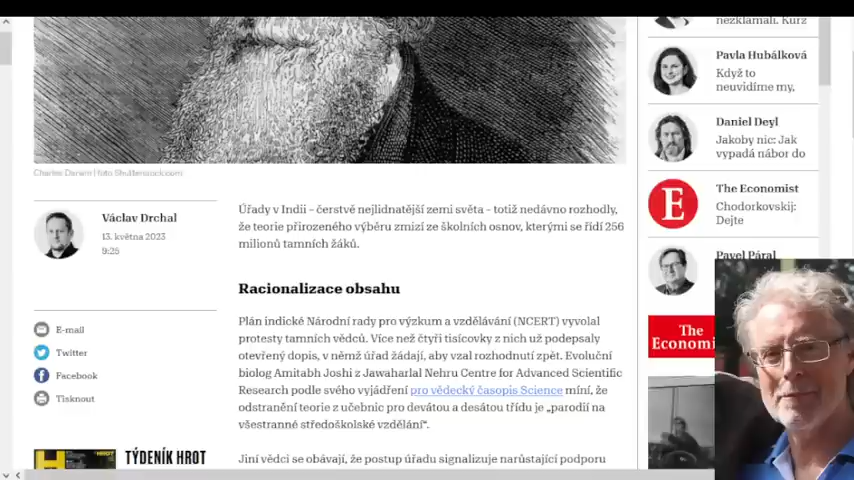 nezklamali. Kurz
Pavla Hubálková
Když to
neuvidíme my,
Daniel Deyl
Jakoby nic: Jak
vypadá nábor do
The Economist
Chodorkovskij:
Dejte
Pavel Páral
The
Economi
Charles Darwin | foto Shutterstock.com
Václav Drchal
13. května 2023
9:25
E-mail
Twitter
Facebook
Tisknout
TÝDENÍK HROT
Úřady v Indii – čerstvě nejlidnatější zemi světa – totiž nedávno rozhodly,
že teorie přirozeného výběru zmizí ze školních osnov, kterými se řídí 256
milionů tamních žáků.
Racionalizace obsahu
Plán indické Národní rady pro výzkum a vzdělávání (NCERT) vyvolal
protesty tamních vědců. Více než čtyři tisícovky z nich už podepsaly
otevřený dopis, v němž úřad žádají, aby vzal rozhodnutí zpět. Evoluční
biolog Amitabh Joshi z Jawaharlal Nehru Centre for Advanced Scientific
Research podle svého vyjádření pro vědecký časopis Science míní, že
odstranění teorie z učebnic pro devátou a desátou třídu je „parodií na
všestranné středoškolské vzdělání“.
Jiní vědci se obávají, že postup úřadu signalizuje narůstající podporu